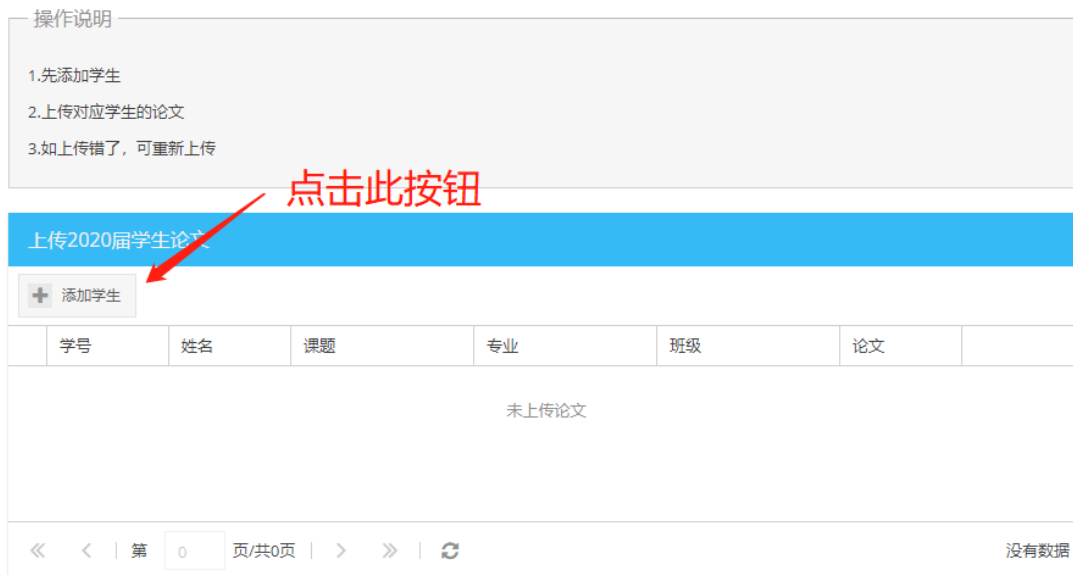 操作说明
1.先添加学生
2.上传对应学生的论文
3.如上传错了，可重新上传
点击此按钮
上传2020届学生论文
添加学生
学号 姓名 课题 专业 班级 论文
未上传论文
第 0 页/共0页 没有数据